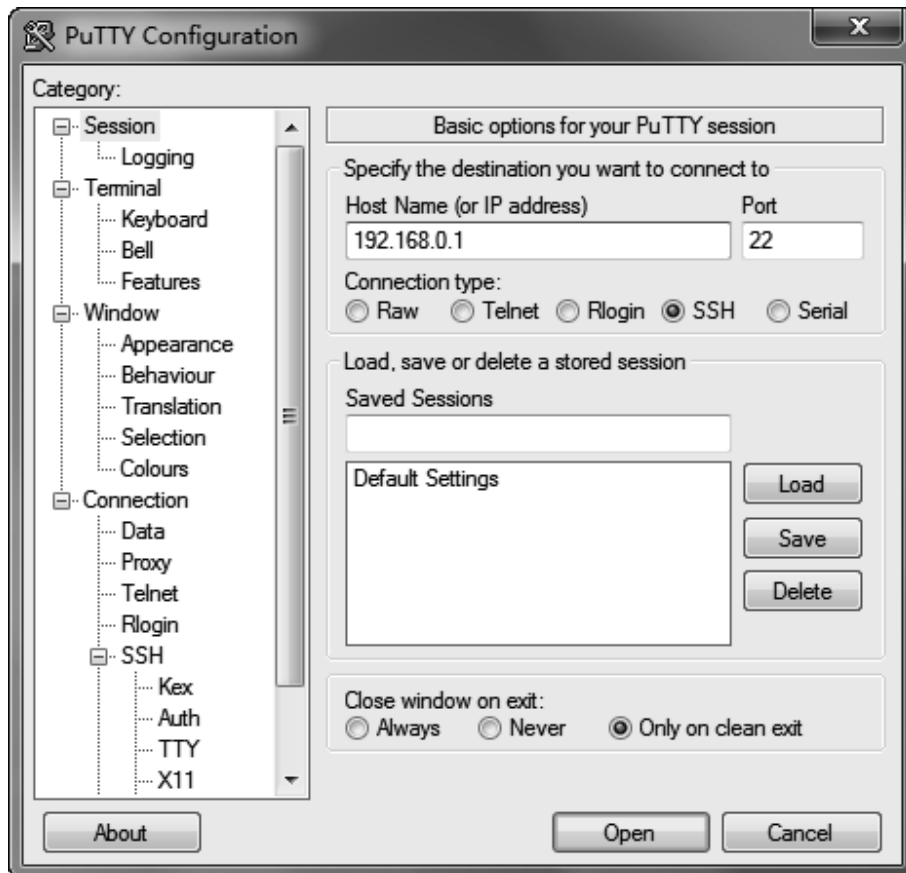 PuTTY Configuration
X
Category:
Session
Logging
Terminal
Keyboard
Bell
Features
Window
Appearance
Behaviour
Translation
Selection
Colours
Connection
Data
Proxy
Telnet
Rlogin
SSH
Kex
Auth
TTY
X11
Basic options for your PuTTY session
Specify the destination you want to connect to
Host Name (or IP address) Port
192.168.0.1 22
Connection type:
Raw Telnet Rlogin SSH Serial
Load, save or delete a stored session
Saved Sessions
Default Settings
Load
Save
Delete
Close window on exit:
Always Never Only on clean exit
About Open Cancel